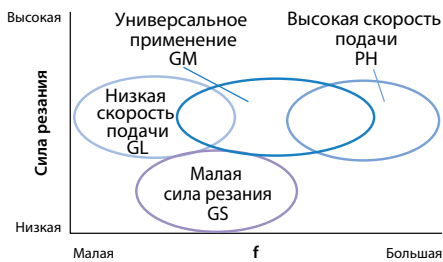 Высокая
Универсальное
применение
GM
Высокая скорость
подачи
PH
Сила резания
Низкая
скорость
подачи
GL
Малая
сила резания
GS
Низкая
Малая
f
Большая